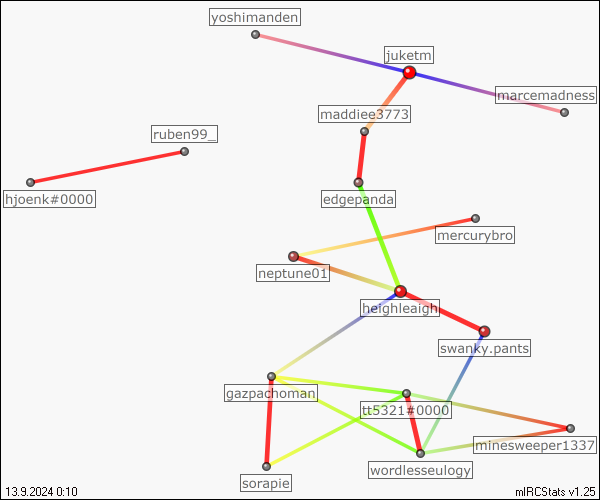 yoshimanden
juketm
marcemadness
maddiee3773
ruben99_
hjoenk#0000
edgepanda
mercurybro
neptune01
heighleaigh
swanky.pants
gazpachoman
tt5321#0000
minesweeper1337
wordlesseulogy
sorapie
13.9.2024 0:10
mIRCStats v1.25